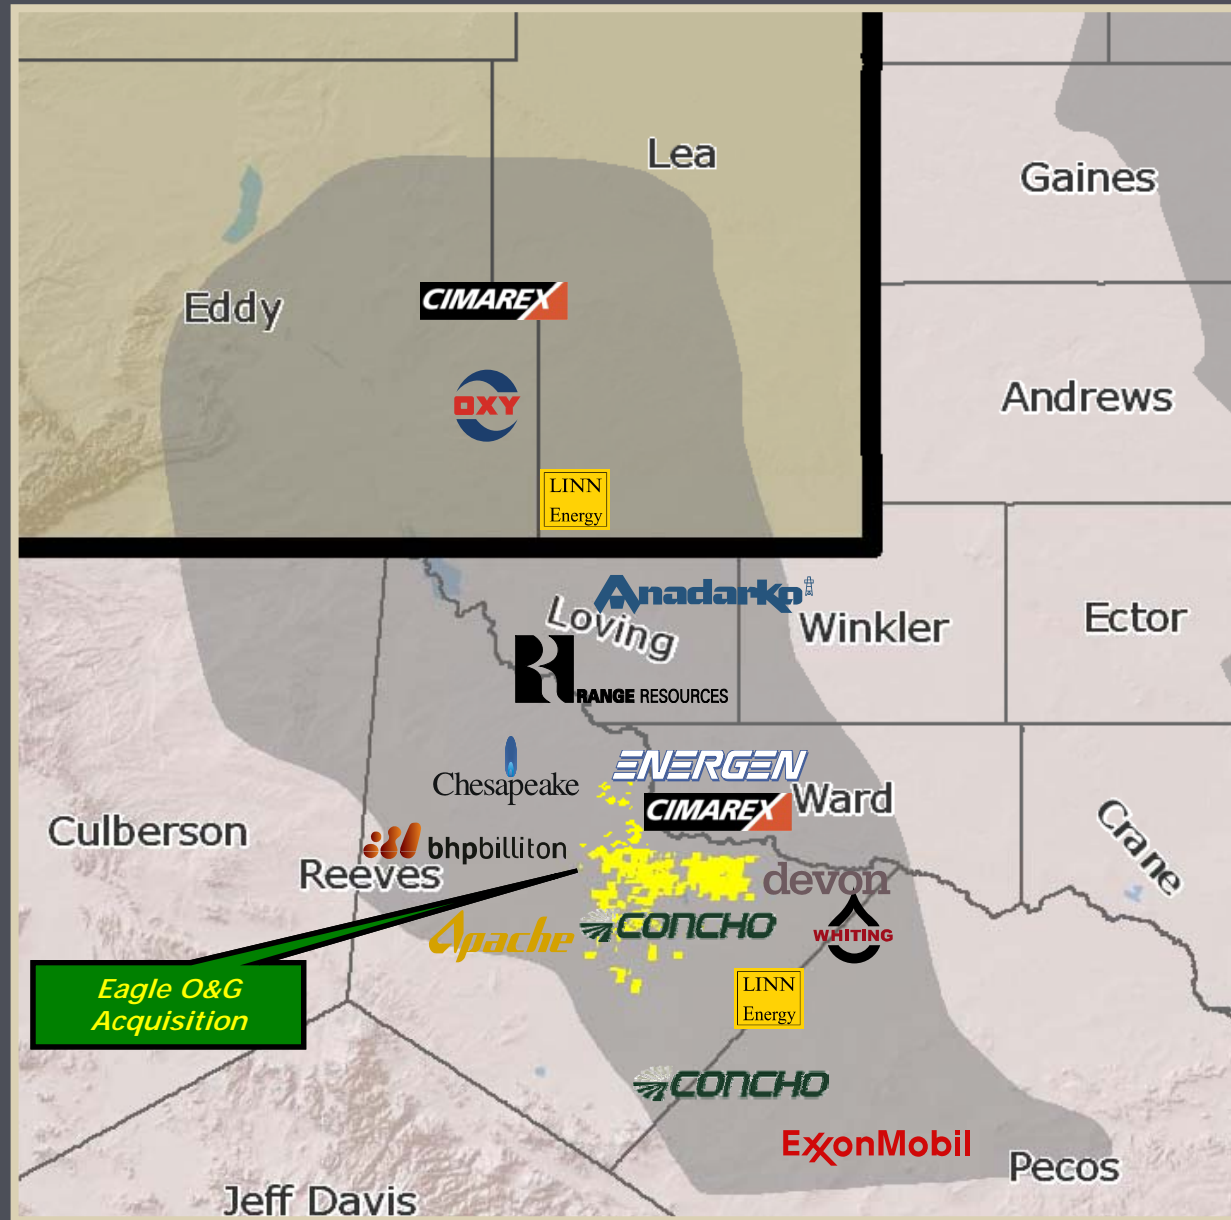 Lea
Gaines
Eddy
CIMAREX
OXY
Andrews
LINN
Energy
Anadarko
Loving
Winkler
Ector
RANGE RESOURCES
Chesapeake
ENERGEN
CIMAREX
Ward
Crane
Culberson
bhpbilliton
Reeves
devon
Apache
CONCHO
WHITING
Eagle O&G
Acquisition
LINN
Energy
CONCHO
ExxonMobil
Pecos
Jeff Davis